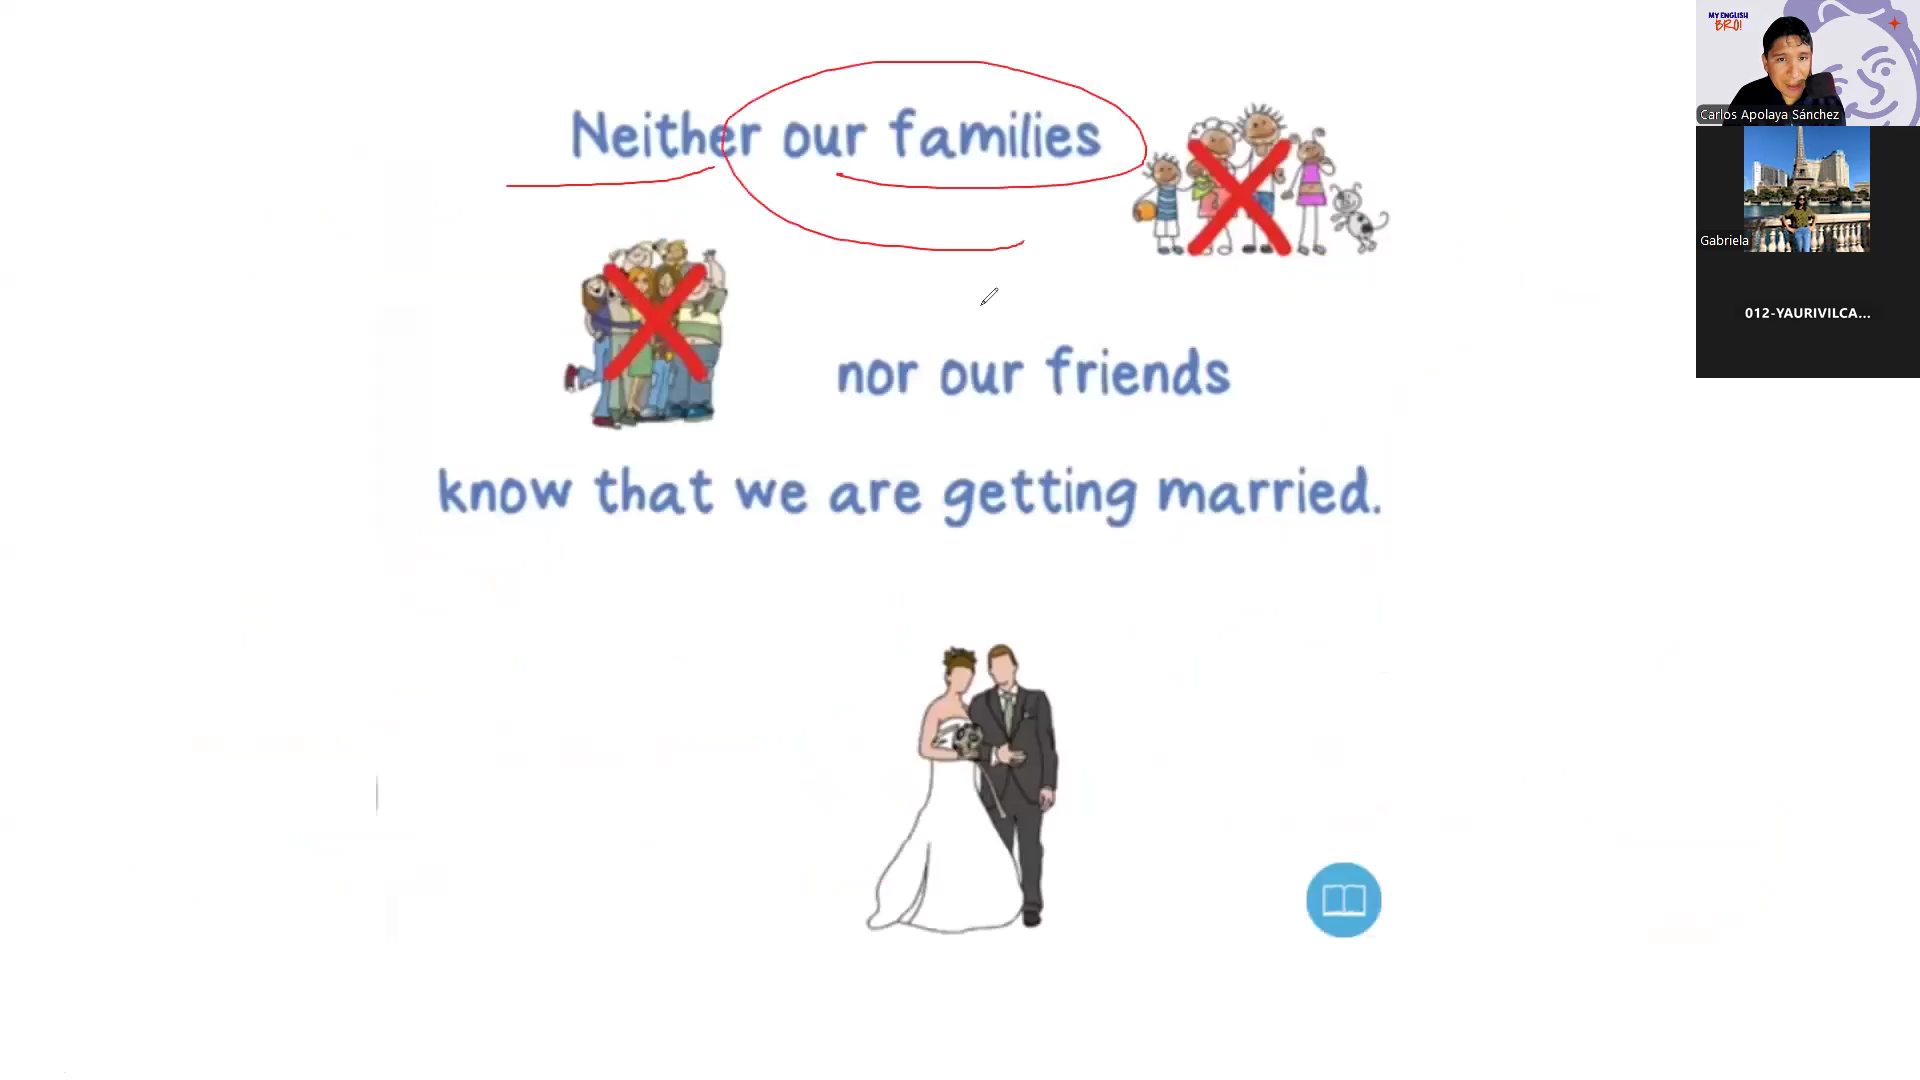 Neither our families
nor our friends
know that we are getting married.
MY ENGLISH
BRO!
Carlos Apolaya Sánchez
Gabriela
012-YAURIVILCA...